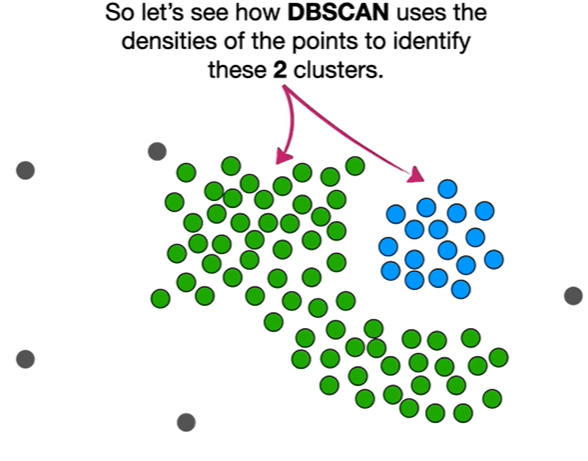 So let’s see how DBSCAN uses the
densities of the points to identify
these 2 clusters.